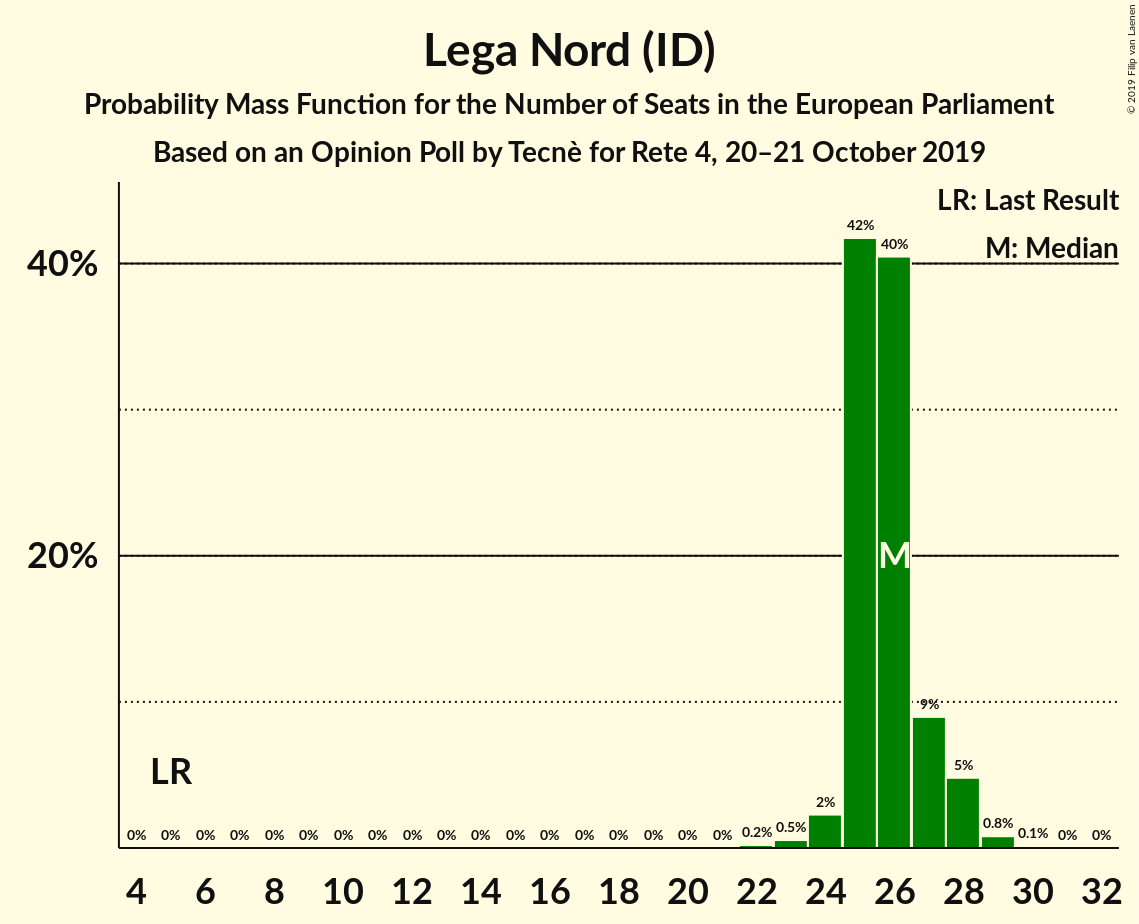 Lega Nord (ID)
Probability Mass Function for the Number of Seats in the European Parliament
Based on an Opinion Poll by Tecnè for Rete 4, 20–21 October 2019
© 2019 Filip van Laenen
LR: Last Result
M: Median
40%
20%
42%
40%
M
9%
5%
LR
0% 0% 0% 0% 0% 0% 0% 0% 0% 0% 0% 0% 0% 0% 0% 0% 0% 0% 0.2% 0.5% 2% 0.8% 0.1% 0% 0%
4 6 8 10 12 14 16 18 20 22 24 26 28 30 32